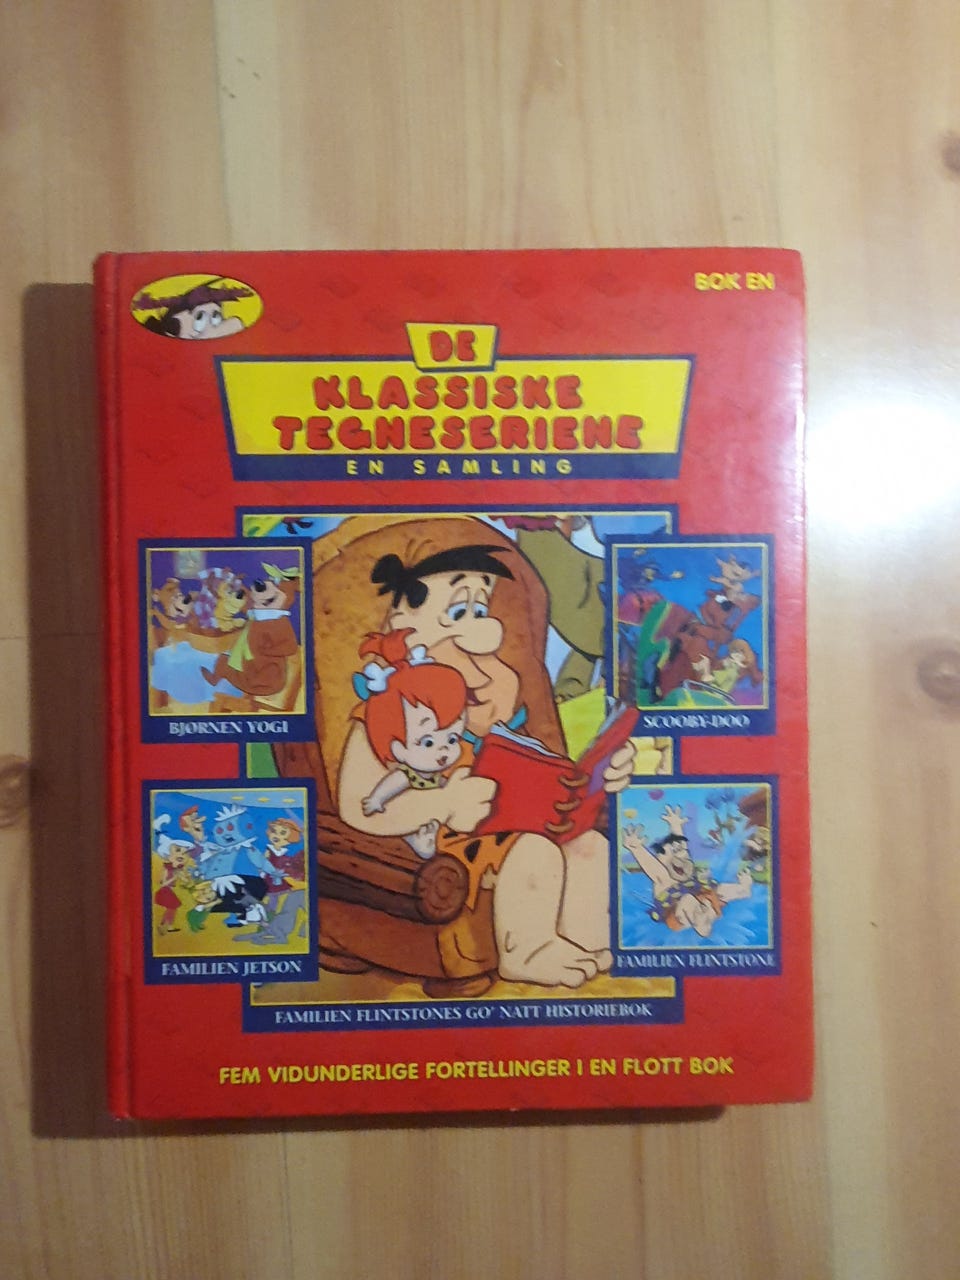 BOK EN
DE
KLASSISKE
TEGNESERIENE
EN SAMLING
BJØRNEN YOGI
SCOOBY-DOO
FAMILIEN JETSON
FAMILIEN FLINTSTONE
FAMILIEN FLINTSTONES GO' NATT HISTORIEBOK
FEM VIDUNDERLIGE FORTELLINGER I EN FLOTT BOK